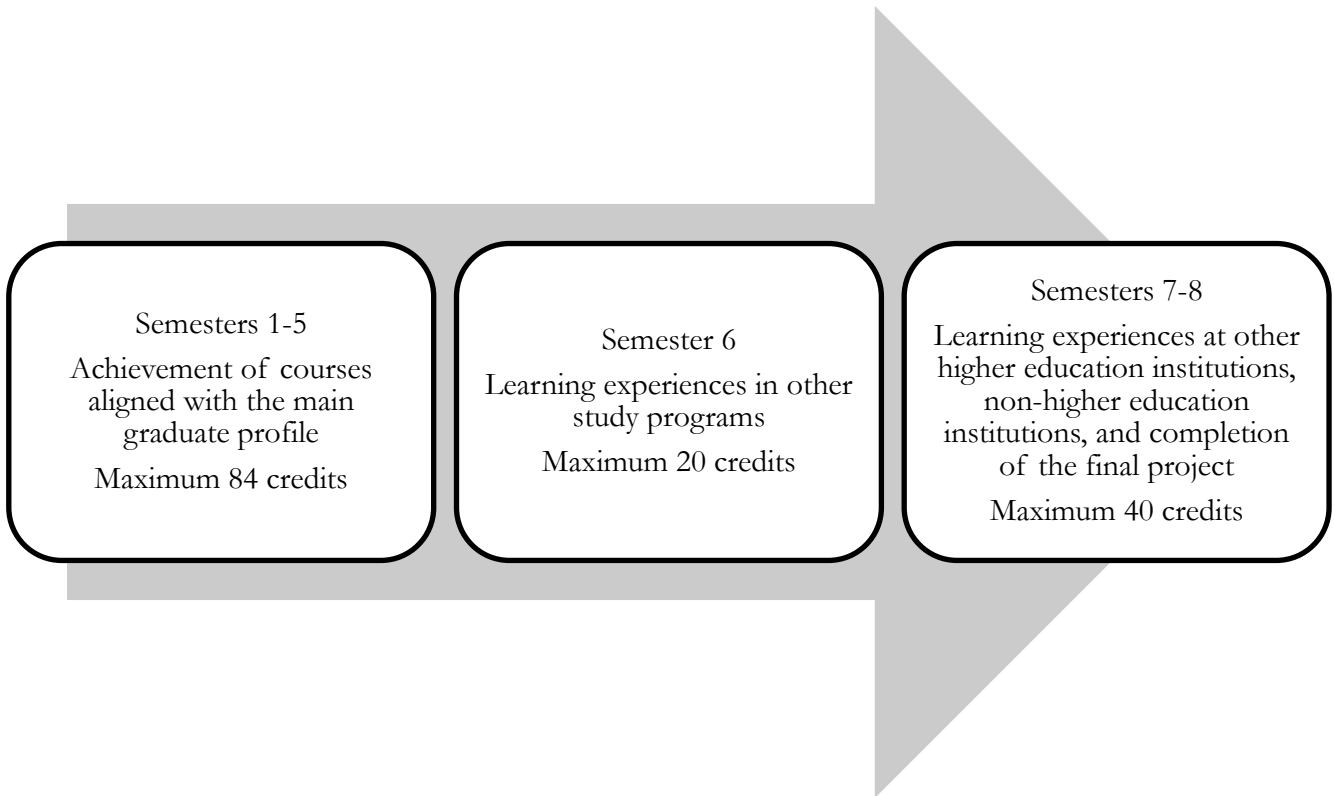 Semesters 1-5
Achievement of courses
aligned with the main
graduate profile
Maximum 84 credits
Semester 6
Learning experiences in other
study programs
Maximum 20 credits
Semesters 7-8
Learning experiences at other
higher education institutions,
non-higher education
institutions, and completion
of the final project
Maximum 40 credits